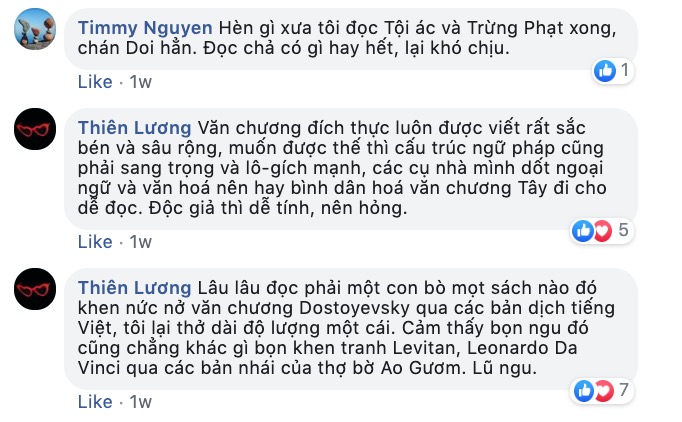 Timmy Nguyen Hèn gì xưa tôi đọc Tội ác và Trừng Phạt xong,
chán Doi hẳn. Đọc chả có gì hay hết, lại khó chịu.
1
Like · 1w
Thiên Lương Văn chương đích thực luôn được viết rất sắc
bén và sâu rộng, muốn được thế thì cấu trúc ngữ pháp cũng
phải sang trọng và lô-gích mạnh, các cụ nhà mình dốt ngoại
ngữ và văn hoá nên hay bình dân hoá văn chương Tây đi cho
dễ đọc. Độc giả thì dễ tính, nên hỏng.
5
Like · 1w
Thiên Lương Lâu lâu đọc phải một con bò mọt sách nào đó
khen nức nở văn chương Dostoyevsky qua các bản dịch tiếng
Việt, tôi lại thở dài độ lượng một cái. Cảm thấy bọn ngu đó
cũng chẳng khác gì bọn khen tranh Levitan, Leonardo Da
Vinci qua các bản nhái của thợ bờ Ao Gươm. Lũ ngu.
7
Like · 1w